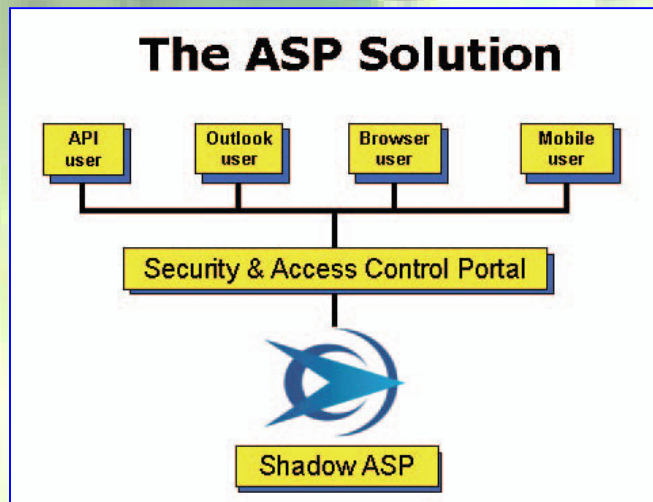 The ASP Solution
API
user
Outlook
user
Browser
user
Mobile
user
Security & Access Control Portal
Shadow ASP